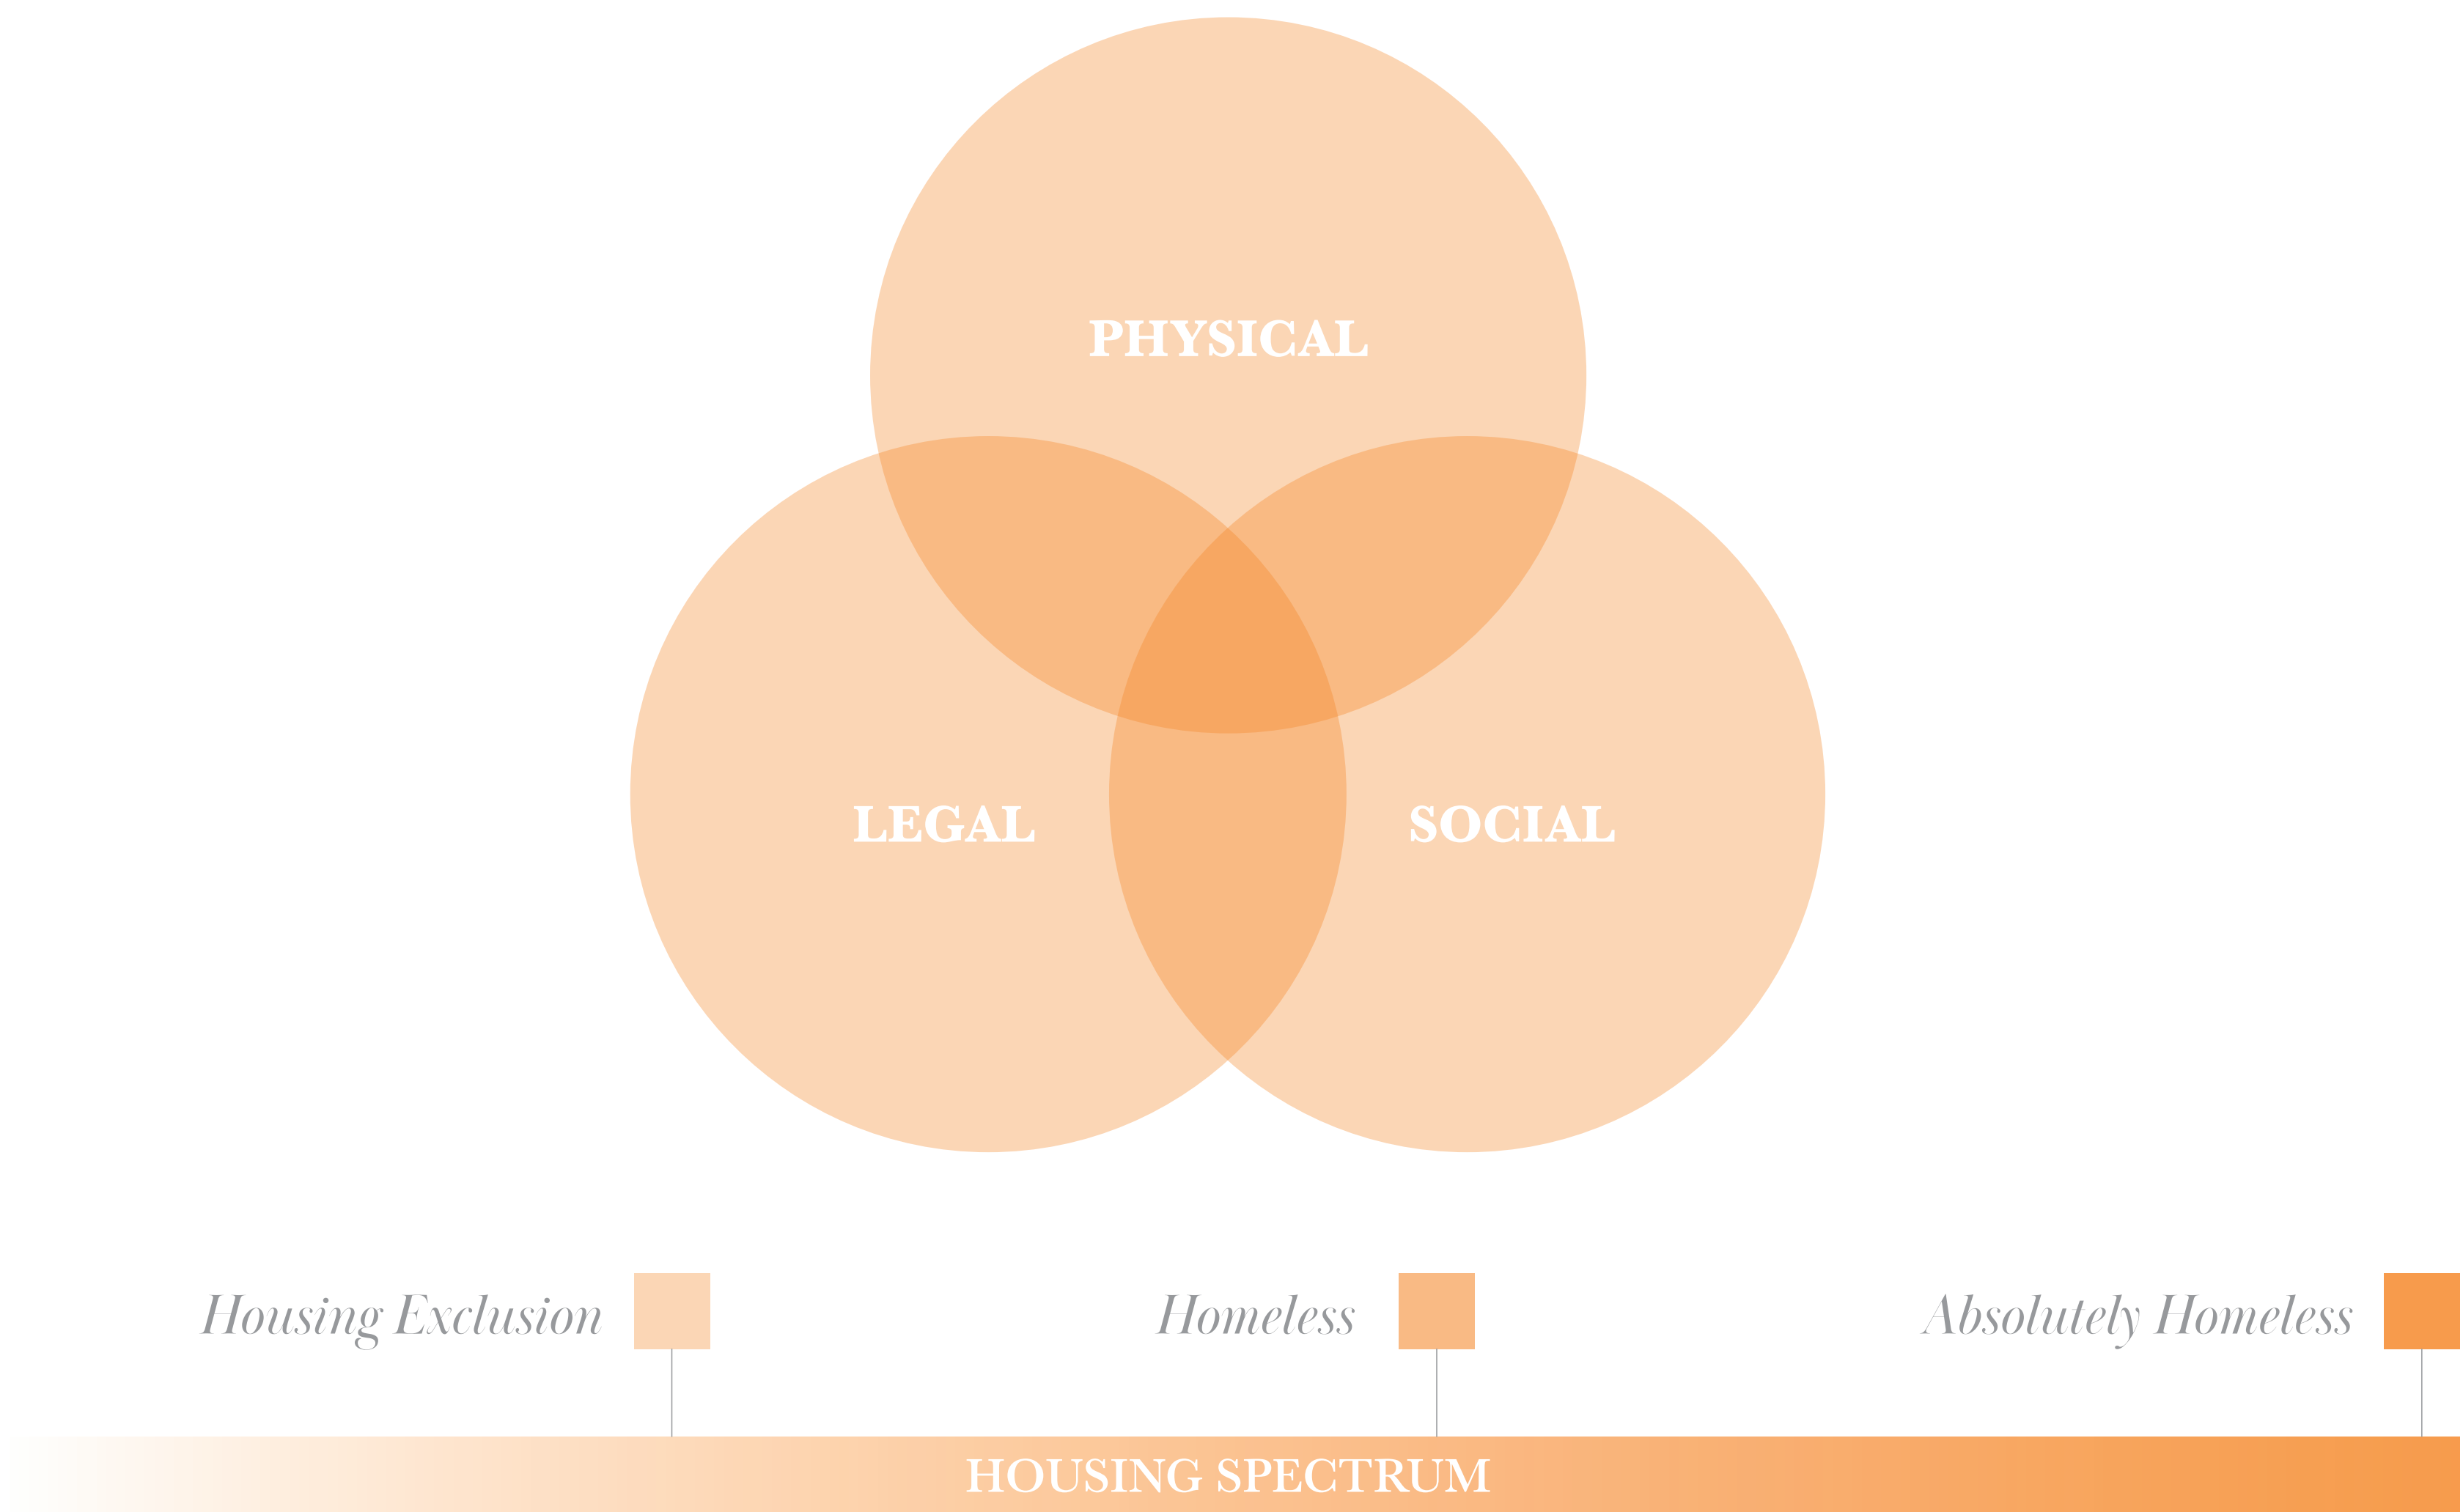 PHYSICAL
LEGAL
SOCIAL
Housing Exclusion
Homeless
Absolutely Homeless
HOUSING SPECTRUM